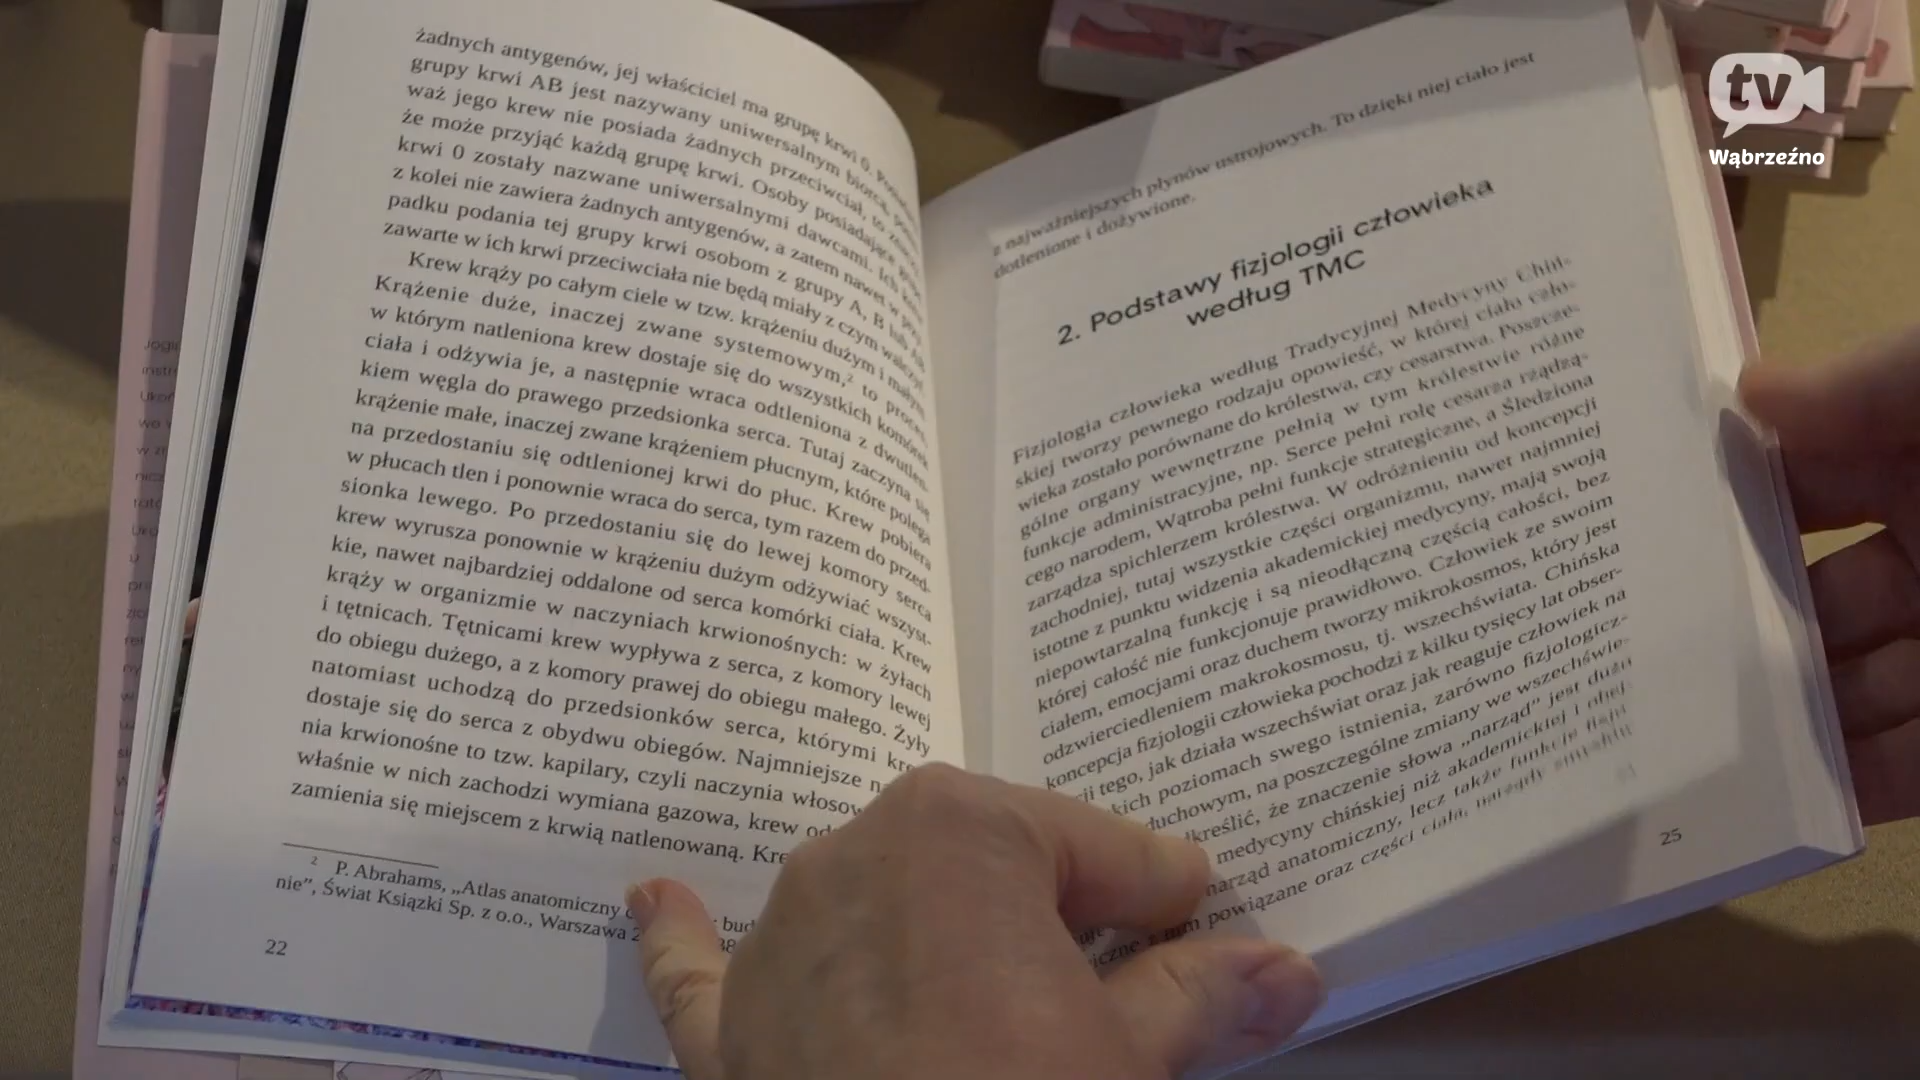 żadnych antygenów, jej właściciel ma grupę krwi 0.
grupy krwi AB jest nazywany uniwersalnym biorcą,
waż jego krew nie posiada żadnych przeciwciał, to
że może przyjąć każdą grupę krwi. Osoby posiadające
krwi 0 zostały nazwane uniwersalnymi dawcami. Ich
z kolei nie zawiera żadnych antygenów, a zatem nawet w
padku podania tej grupy krwi osobom z grupy A, B lub AB
zawarte w ich krwi przeciwciała nie będą miały z czym walczyć
Krew krąży po całym ciele w tzw. krążeniu dużym i małym.
Krążenie duże, inaczej zwane systemowym,² to proces,
w którym natleniona krew dostaje się do wszystkich komórek
ciała i odżywia je, a następnie wraca odtleniona z dwutlen-
kiem węgla do prawego przedsionka serca. Tutaj zaczyna się
krążenie małe, inaczej zwane krążeniem płucnym, które polega
na przedostaniu się odtlenionej krwi do płuc. Krew pobiera
w płucach tlen i ponownie wraca do serca, tym razem do przed-
sionka lewego. Po przedostaniu się do lewej komory serca
krew wyrusza ponownie w krążeniu dużym odżywiać wszyst-
kie, nawet najbardziej oddalone od serca komórki ciała. Krew
krąży w organizmie w naczyniach krwionośnych: w żyłach
i tętnicach. Tętnicami krew wypływa z serca, z komory lewej
do obiegu dużego, a z komory prawej do obiegu małego. Żyły
natomiast uchodzą do przedsionków serca, którymi
dostaje się do serca z obydwu obiegów. Najmniejsze
nia krwionośne to tzw. kapilary, czyli naczynia
właśnie w nich zachodzi wymiana gazowa, krew
zamienia się miejscem z krwią natlenowaną.
² P. Abrahams, „Atlas anatomiczny
nie”, Świat Książki Sp. z o.o., Warszawa
22
z najważniejszych płynów ustrojowych. To dzięki niej ciało jest
dotlenione i dożywione.
2. Podstawy fizjologii człowieka
według TMC
Fizjologia człowieka według Tradycyjnej Medycyny Chiń-
skiej tworzy pewnego rodzaju opowieść, w której ciało czło-
wieka zostało porównane do królestwa, czy cesarstwa. Poszcze-
gólne organy wewnętrzne pełnią w tym królestwie różne
funkcje administracyjne, np. Serce pełni rolę cesarza rządzą-
cego narodem, Wątroba pełni funkcje strategiczne, a Śledziona
zarządza spichlerzem królestwa. W odróżnieniu od koncepcji
zachodniej, tutaj wszystkie części organizmu, nawet najmniej
istotne z punktu widzenia akademickiej medycyny, mają swoją
niepowtarzalną funkcję i są nieodłączną częścią całości, bez
której całość nie funkcjonuje prawidłowo. Człowiek ze swoim
ciałem, emocjami oraz duchem tworzy mikrokosmos, który jest
odzwierciedleniem makrokosmosu, tj. wszechświata. Chińska
koncepcja fizjologii człowieka pochodzi z kilku tysięcy lat obser-
tego, jak działa wszechświat oraz jak reaguje człowiek na
poziomach swego istnienia, zarówno fizjologicz-
duchowym, na poszczególne zmiany we wszechświe-
że znaczenie słowa „narząd” jest
medycyny chińskiej niż akademickiej i
narząd anatomiczny, lecz także funkcje
z nim powiązane oraz części ciała, narządy
25
tv
Wąbrzeźno